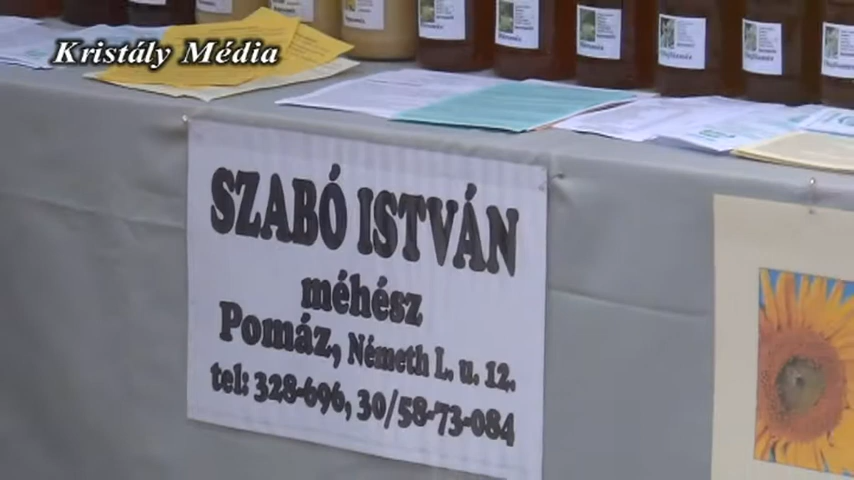 Kristály Média
SZABÓ ISTVÁN
méhész
Pomáz, Németh L. u. 12.
tel: 328-696, 30/58-73-084